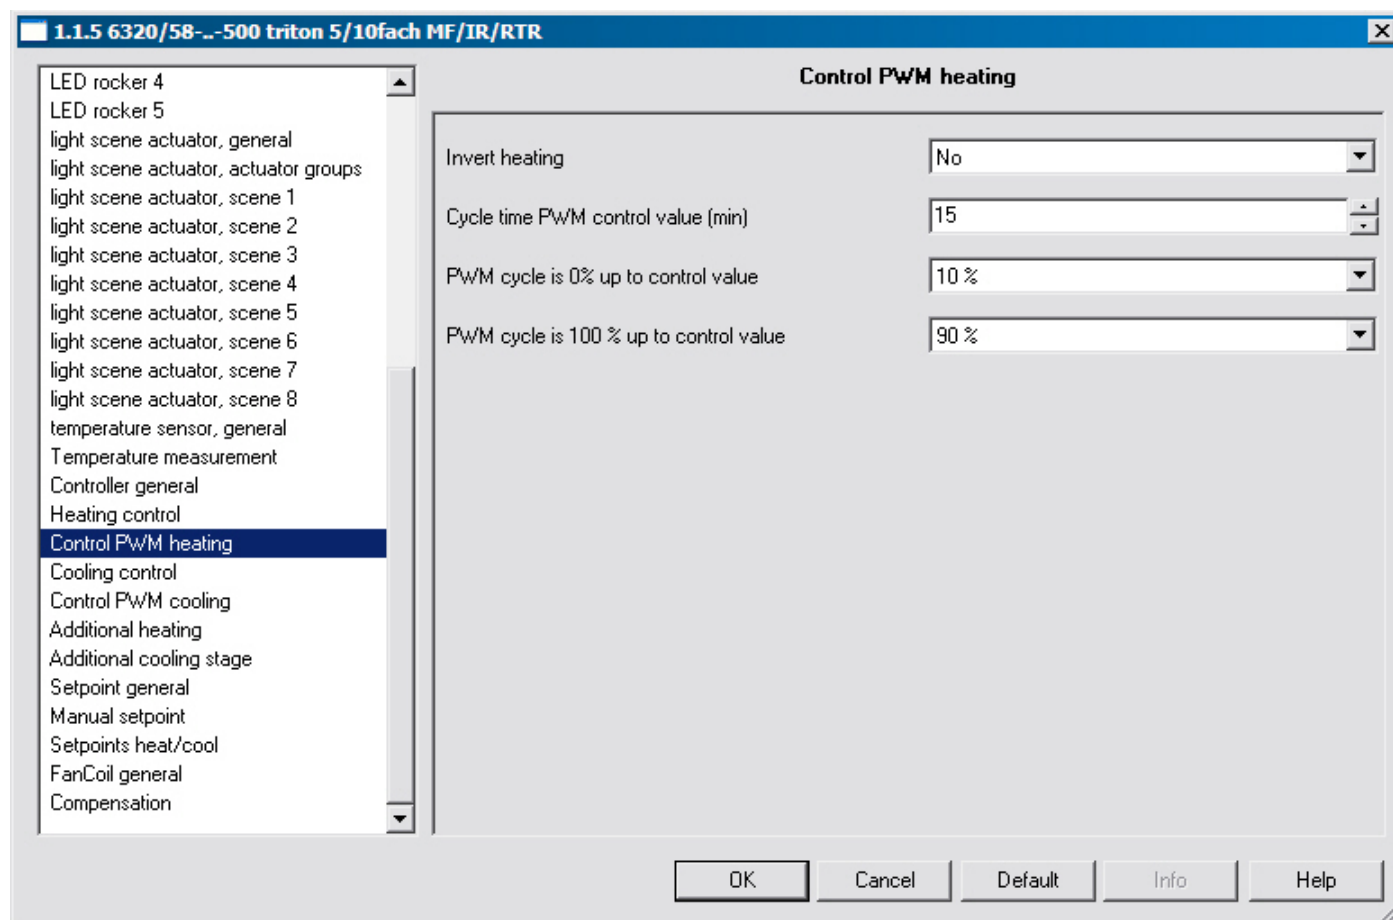 1.1.5 6320/58-..-500 triton 5/10fach MF/IR/RTR
LED rocker 4
LED rocker 5
light scene actuator, general
light scene actuator, actuator groups
light scene actuator, scene 1
light scene actuator, scene 2
light scene actuator, scene 3
light scene actuator, scene 4
light scene actuator, scene 5
light scene actuator, scene 6
light scene actuator, scene 7
light scene actuator, scene 8
temperature sensor, general
Temperature measurement
Controller general
Heating control
Control PWM heating
Cooling control
Control PWM cooling
Additional heating
Additional cooling stage
Setpoint general
Manual setpoint
Setpoints heat/cool
FanCoil general
Compensation
Control PWM heating
Invert heating No
Cycle time PWM control value (min) 15
PWM cycle is 0% up to control value 10 %
PWM cycle is 100 % up to control value 90 %
OK Cancel Default Info Help